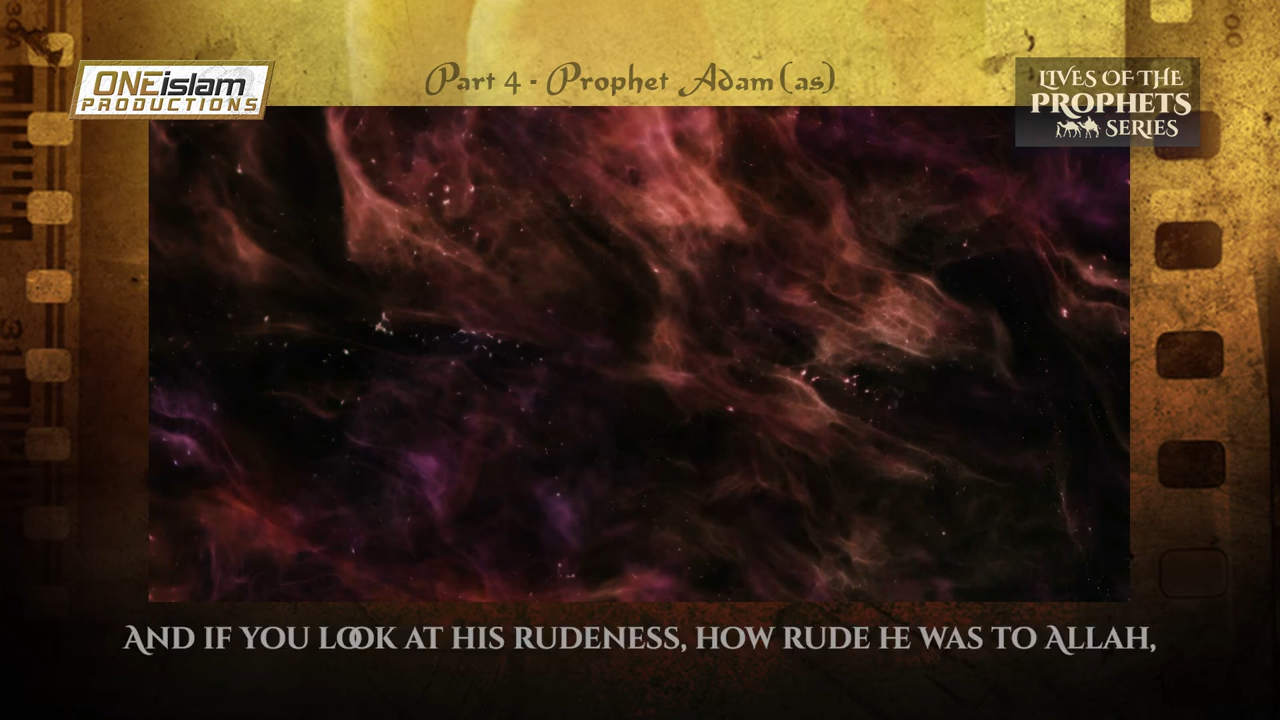 ONEislam
PRODUCTIONS
Part 4 - Prophet Adam (as)
LIVES OF THE
PROPHETS
SERIES
AND IF YOU LOOK AT HIS RUDENESS, HOW RUDE HE WAS TO ALLAH,